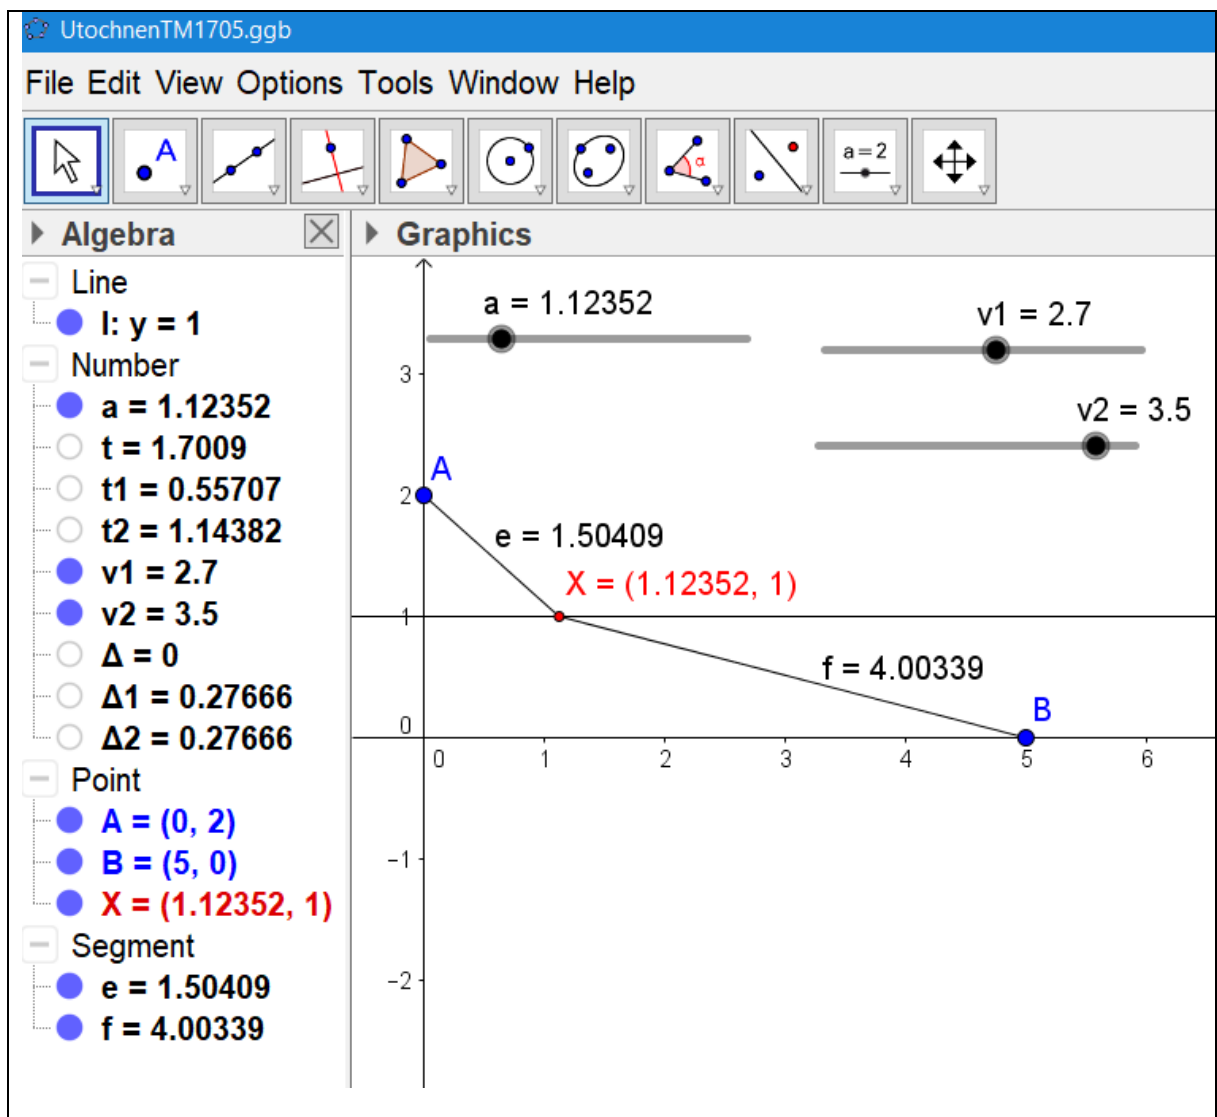 UtochnenTM1705.ggb
File Edit View Options Tools Window Help
A
α
a=2
Algebra
Graphics
Line
l: y = 1
Number
a = 1.12352
t = 1.7009
t1 = 0.55707
t2 = 1.14382
v1 = 2.7
v2 = 3.5
Δ = 0
Δ1 = 0.27666
Δ2 = 0.27666
Point
A = (0, 2)
B = (5, 0)
X = (1.12352, 1)
Segment
e = 1.50409
f = 4.00339
a = 1.12352
v1 = 2.7
3
v2 = 3.5
A
2
e = 1.50409
X = (1.12352, 1)
1
f = 4.00339
B
0
0 1 2 3 4 5 6
−1
−2